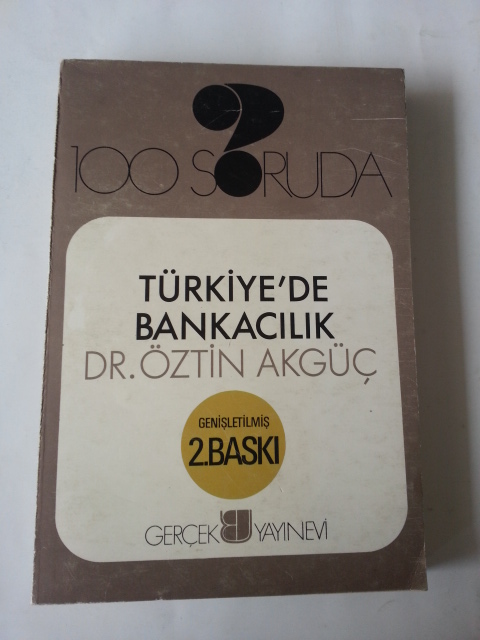 100 SORUDA
TÜRKİYE'DE
BANKACILIK
DR. ÖZTİN AKGÜÇ
GENİŞLETİLMİŞ
2.BASKI
GERÇEK YAYINEVİ